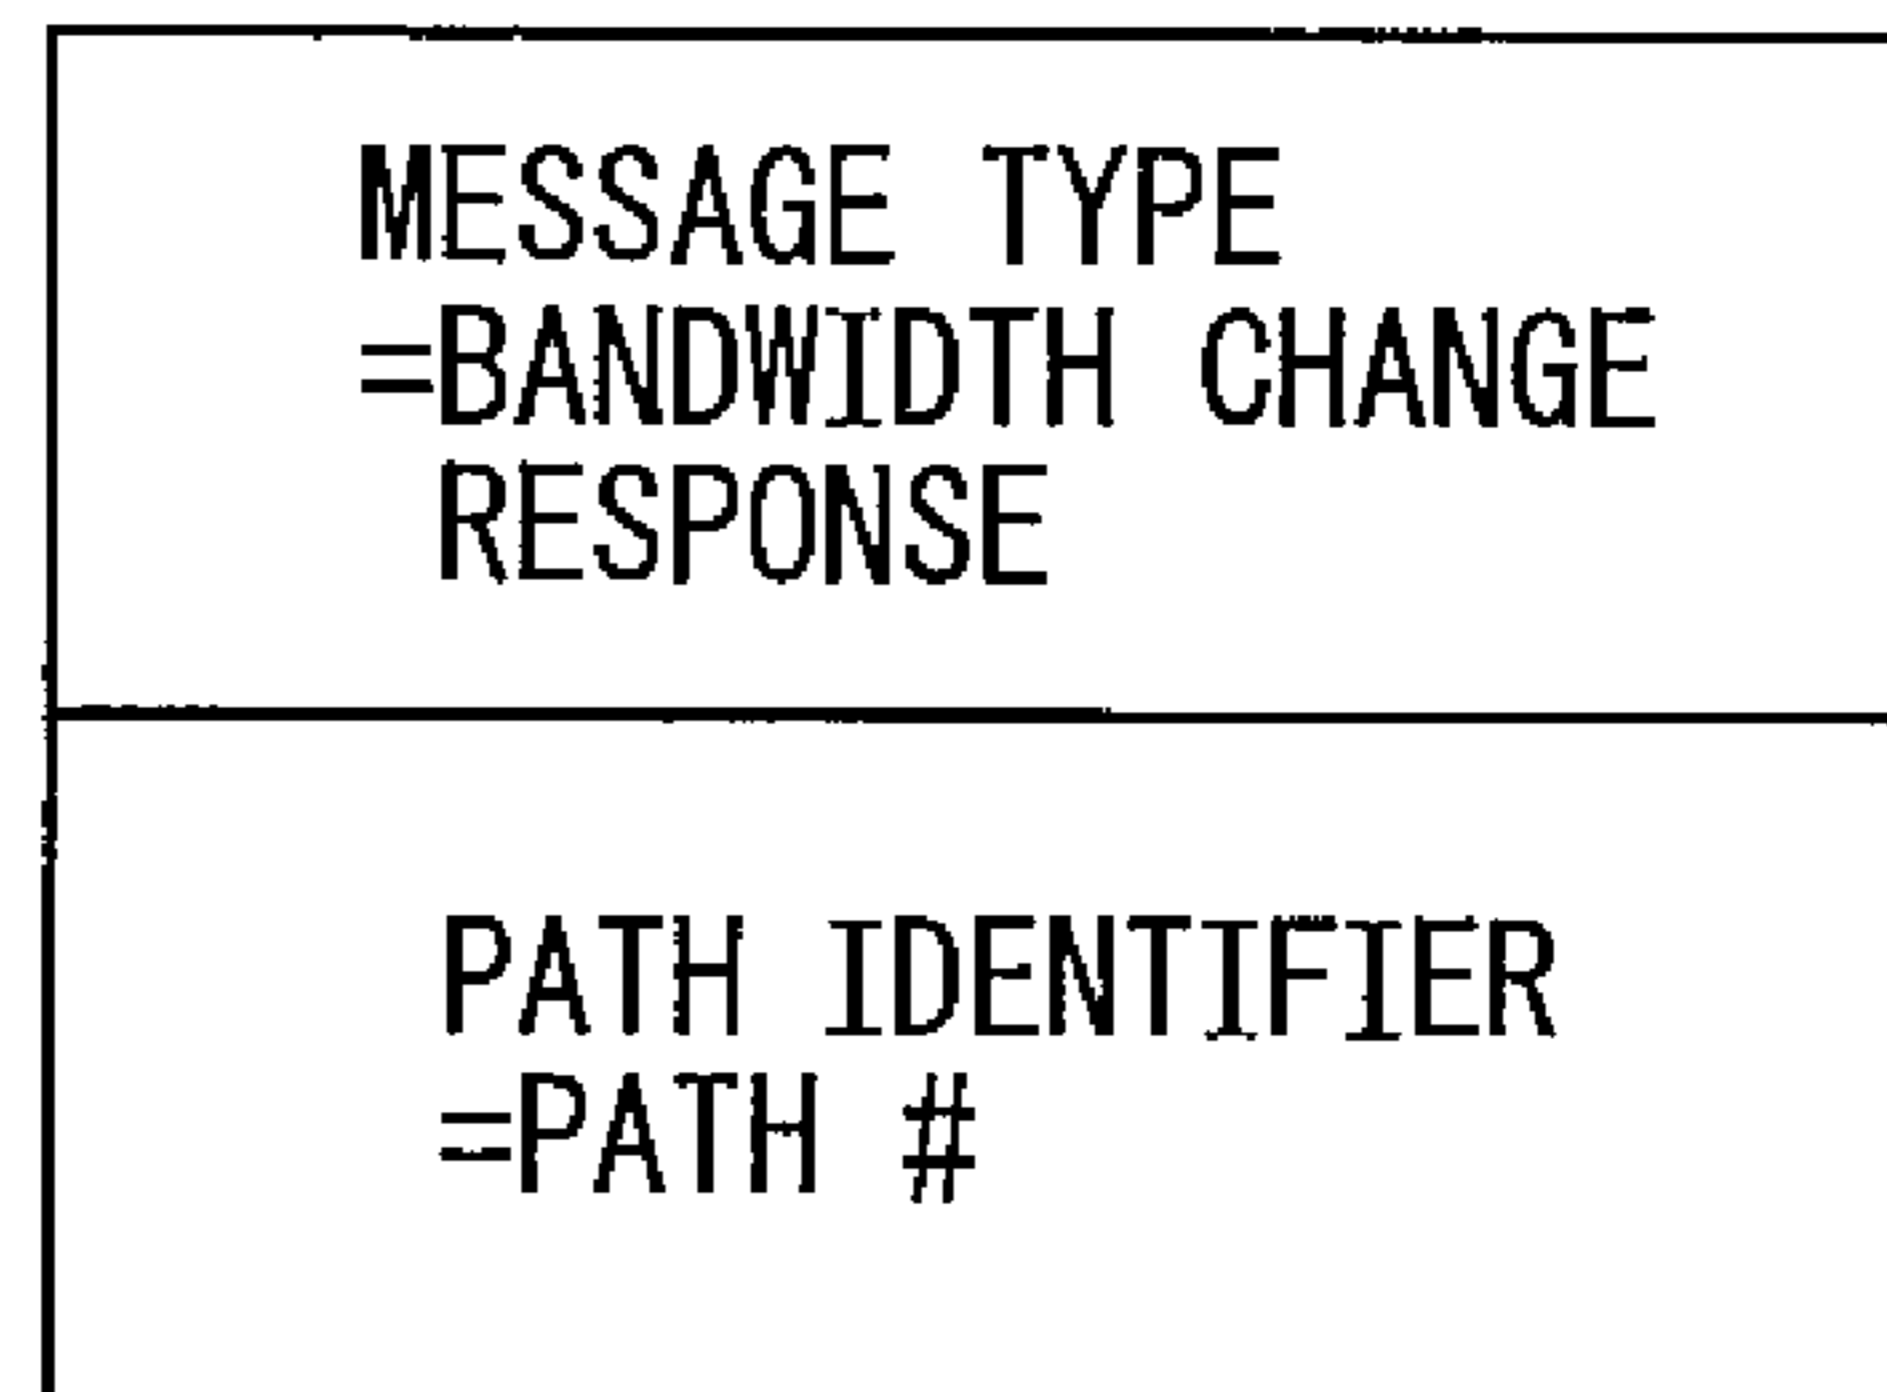 MESSAGE TYPE
=BANDWIDTH CHANGE
RESPONSE
PATH IDENTIFIER
=PATH #